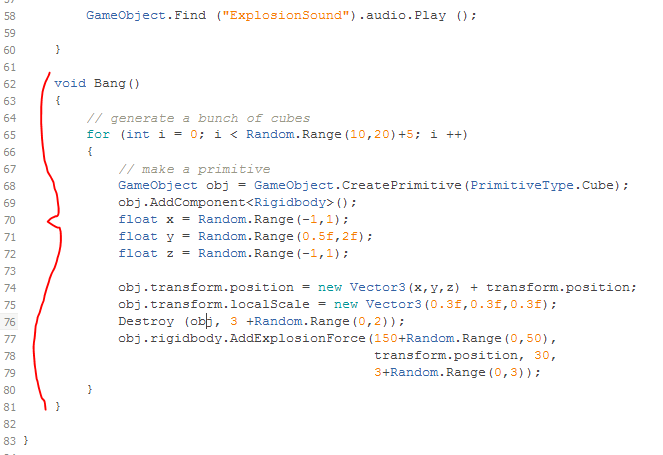 58 GameObject.Find ("ExplosionSound").audio.Play ();
59
60 }
61
62 void Bang()
63 {
64 // generate a bunch of cubes
65 for (int i = 0; i < Random.Range(10,20)+5; i ++)
66 {
67 // make a primitive
68 GameObject obj = GameObject.CreatePrimitive(PrimitiveType.Cube);
69 obj.AddComponent<Rigidbody>();
70 float x = Random.Range(-1,1);
71 float y = Random.Range(0.5f,2f);
72 float z = Random.Range(-1,1);
73
74 obj.transform.position = new Vector3(x,y,z) + transform.position;
75 obj.transform.localScale = new Vector3(0.3f,0.3f,0.3f);
76 Destroy (obj, 3 +Random.Range(0,2));
77 obj.rigidbody.AddExplosionForce(150+Random.Range(0,50),
78 transform.position, 30,
79 3+Random.Range(0,3));
80 }
81 }
82
83 }